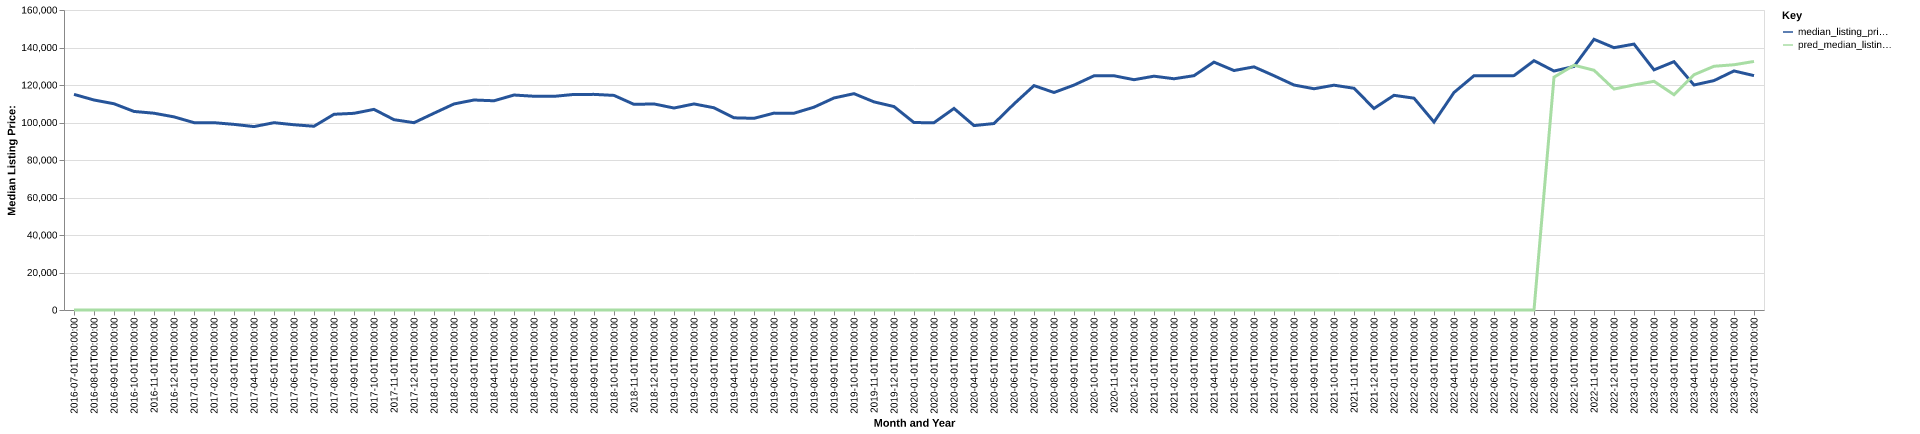 160,000
140,000
120,000
100,000
80,000
60,000
40,000
20,000
0
Median Listing Price:
2016-07-01T00:00:00
2016-08-01T00:00:00
2016-09-01T00:00:00
2016-10-01T00:00:00
2016-11-01T00:00:00
2016-12-01T00:00:00
2017-01-01T00:00:00
2017-02-01T00:00:00
2017-03-01T00:00:00
2017-04-01T00:00:00
2017-05-01T00:00:00
2017-06-01T00:00:00
2017-07-01T00:00:00
2017-08-01T00:00:00
2017-09-01T00:00:00
2017-10-01T00:00:00
2017-11-01T00:00:00
2017-12-01T00:00:00
2018-01-01T00:00:00
2018-02-01T00:00:00
2018-03-01T00:00:00
2018-04-01T00:00:00
2018-05-01T00:00:00
2018-06-01T00:00:00
2018-07-01T00:00:00
2018-08-01T00:00:00
2018-09-01T00:00:00
2018-10-01T00:00:00
2018-11-01T00:00:00
2018-12-01T00:00:00
2019-01-01T00:00:00
2019-02-01T00:00:00
2019-03-01T00:00:00
2019-04-01T00:00:00
2019-05-01T00:00:00
2019-06-01T00:00:00
2019-07-01T00:00:00
2019-08-01T00:00:00
2019-09-01T00:00:00
2019-10-01T00:00:00
2019-11-01T00:00:00
2019-12-01T00:00:00
2020-01-01T00:00:00
2020-02-01T00:00:00
2020-03-01T00:00:00
2020-04-01T00:00:00
2020-05-01T00:00:00
2020-06-01T00:00:00
2020-07-01T00:00:00
2020-08-01T00:00:00
2020-09-01T00:00:00
2020-10-01T00:00:00
2020-11-01T00:00:00
2020-12-01T00:00:00
2021-01-01T00:00:00
2021-02-01T00:00:00
2021-03-01T00:00:00
2021-04-01T00:00:00
2021-05-01T00:00:00
2021-06-01T00:00:00
2021-07-01T00:00:00
2021-08-01T00:00:00
2021-09-01T00:00:00
2021-10-01T00:00:00
2021-11-01T00:00:00
2021-12-01T00:00:00
2022-01-01T00:00:00
2022-02-01T00:00:00
2022-03-01T00:00:00
2022-04-01T00:00:00
2022-05-01T00:00:00
2022-06-01T00:00:00
2022-07-01T00:00:00
2022-08-01T00:00:00
2022-09-01T00:00:00
2022-10-01T00:00:00
2022-11-01T00:00:00
2022-12-01T00:00:00
2023-01-01T00:00:00
2023-02-01T00:00:00
2023-03-01T00:00:00
2023-04-01T00:00:00
2023-05-01T00:00:00
2023-06-01T00:00:00
2023-07-01T00:00:00
Month and Year
Key
median_listing_pri…
pred_median_listin…